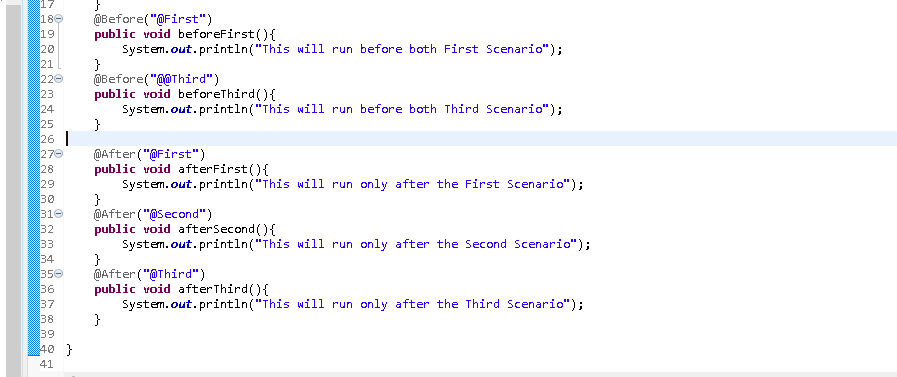 17 }
18 @Before("@First")
19 public void beforeFirst(){
20 System.out.println("This will run before both First Scenario");
21 }
22 @Before("@@Third")
23 public void beforeThird(){
24 System.out.println("This will run before both Third Scenario");
25 }
26
27 @After("@First")
28 public void afterFirst(){
29 System.out.println("This will run only after the First Scenario");
30 }
31 @After("@Second")
32 public void afterSecond(){
33 System.out.println("This will run only after the Second Scenario");
34 }
35 @After("@Third")
36 public void afterThird(){
37 System.out.println("This will run only after the Third Scenario");
38 }
39
40 }
41